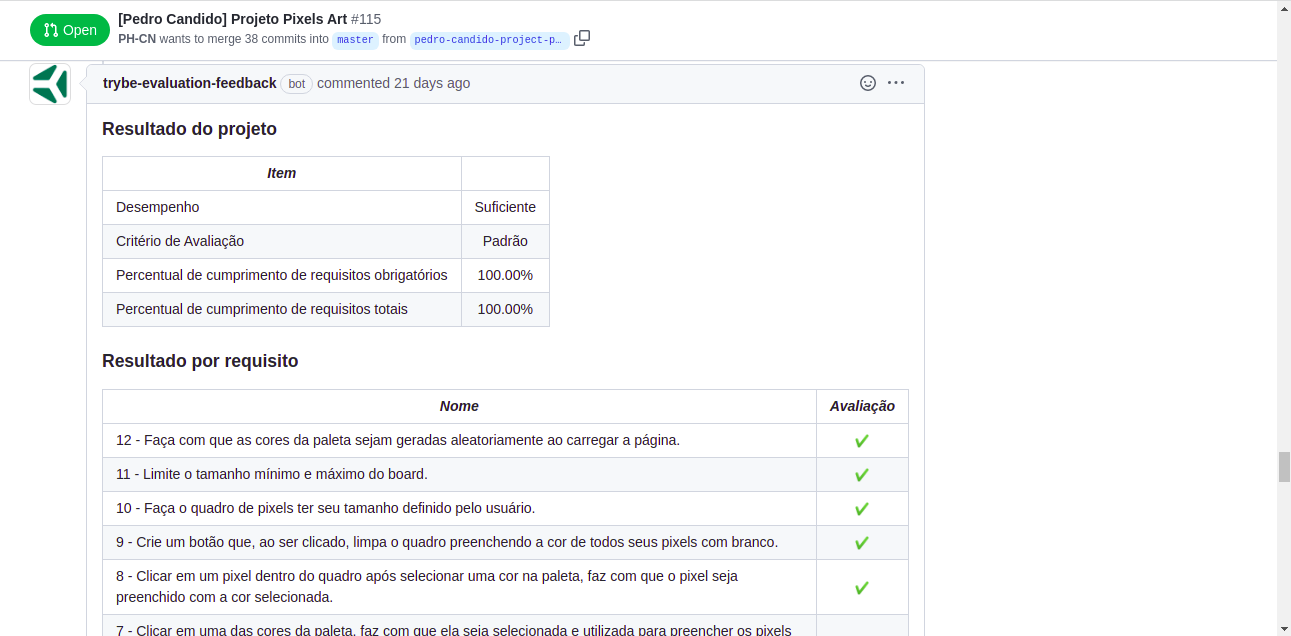 Open
[Pedro Candido] Projeto Pixels Art #115
PH-CN wants to merge 38 commits into master from pedro-candido-project-p…
trybe-evaluation-feedback bot commented 21 days ago
Resultado do projeto
Item
Desempenho Suficiente
Critério de Avaliação Padrão
Percentual de cumprimento de requisitos obrigatórios 100.00%
Percentual de cumprimento de requisitos totais 100.00%
Resultado por requisito
Nome Avaliação
12 - Faça com que as cores da paleta sejam geradas aleatoriamente ao carregar a página.
11 - Limite o tamanho mínimo e máximo do board.
10 - Faça o quadro de pixels ter seu tamanho definido pelo usuário.
9 - Crie um botão que, ao ser clicado, limpa o quadro preenchendo a cor de todos seus pixels com branco.
8 - Clicar em um pixel dentro do quadro após selecionar uma cor na paleta, faz com que o pixel seja
preenchido com a cor selecionada.
7 - Clicar em uma das cores da paleta, faz com que ela seja selecionada e utilizada para preencher os pixels